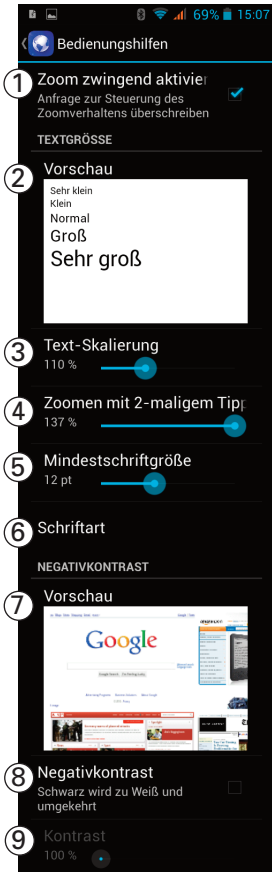 69% 15:07
Bedienungshilfen
1 Zoom zwingend aktivier
Anfrage zur Steuerung des
Zoomverhaltens überschreiben
TEXTGRÖSSE
2 Vorschau
Sehr klein
Klein
Normal
Groß
Sehr groß
3 Text-Skalierung
110 %
4 Zoomen mit 2-maligem Tipp
137 %
5 Mindestschriftgröße
12 pt
6 Schriftart
NEGATIVKONTRAST
7 Vorschau
Google
8 Negativkontrast
Schwarz wird zu Weiß und
umgekehrt
9 Kontrast
100 %